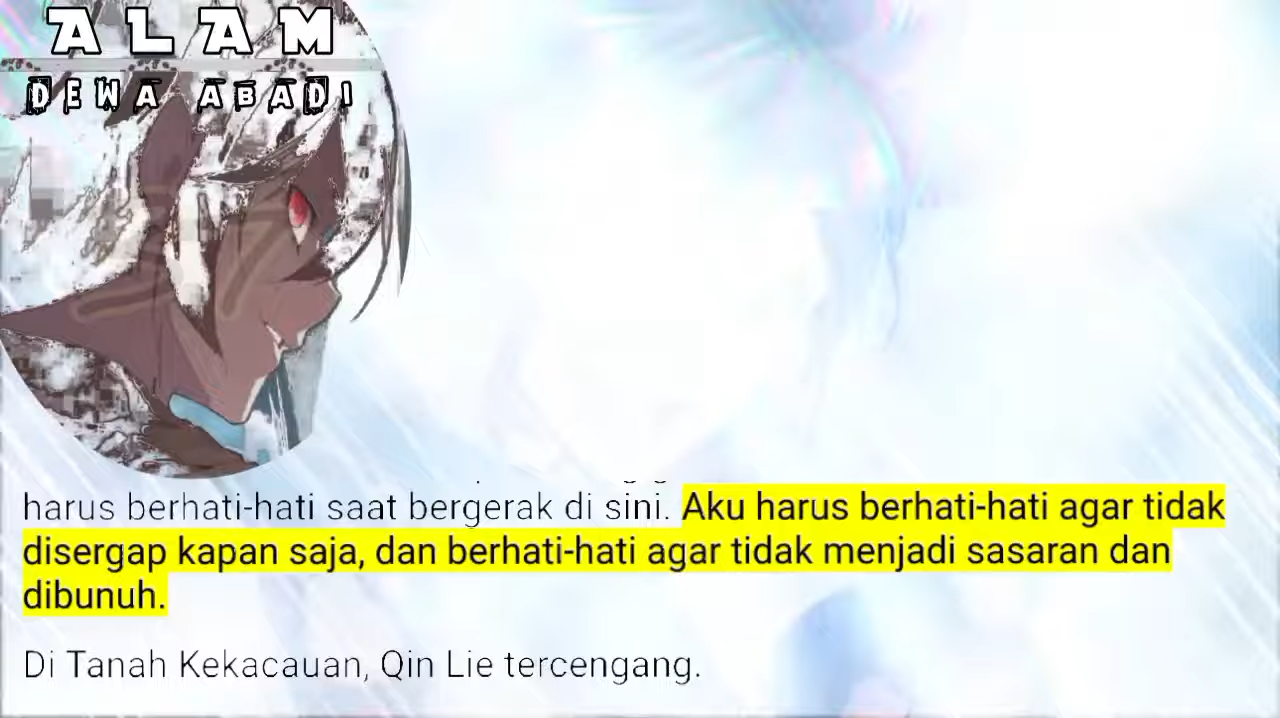 ALAM
DEWA ABADI
harus berhati-hati saat bergerak di sini. Aku harus berhati-hati agar tidak
disergap kapan saja, dan berhati-hati agar tidak menjadi sasaran dan
dibunuh.
Di Tanah Kekacauan, Qin Lie tercengang.